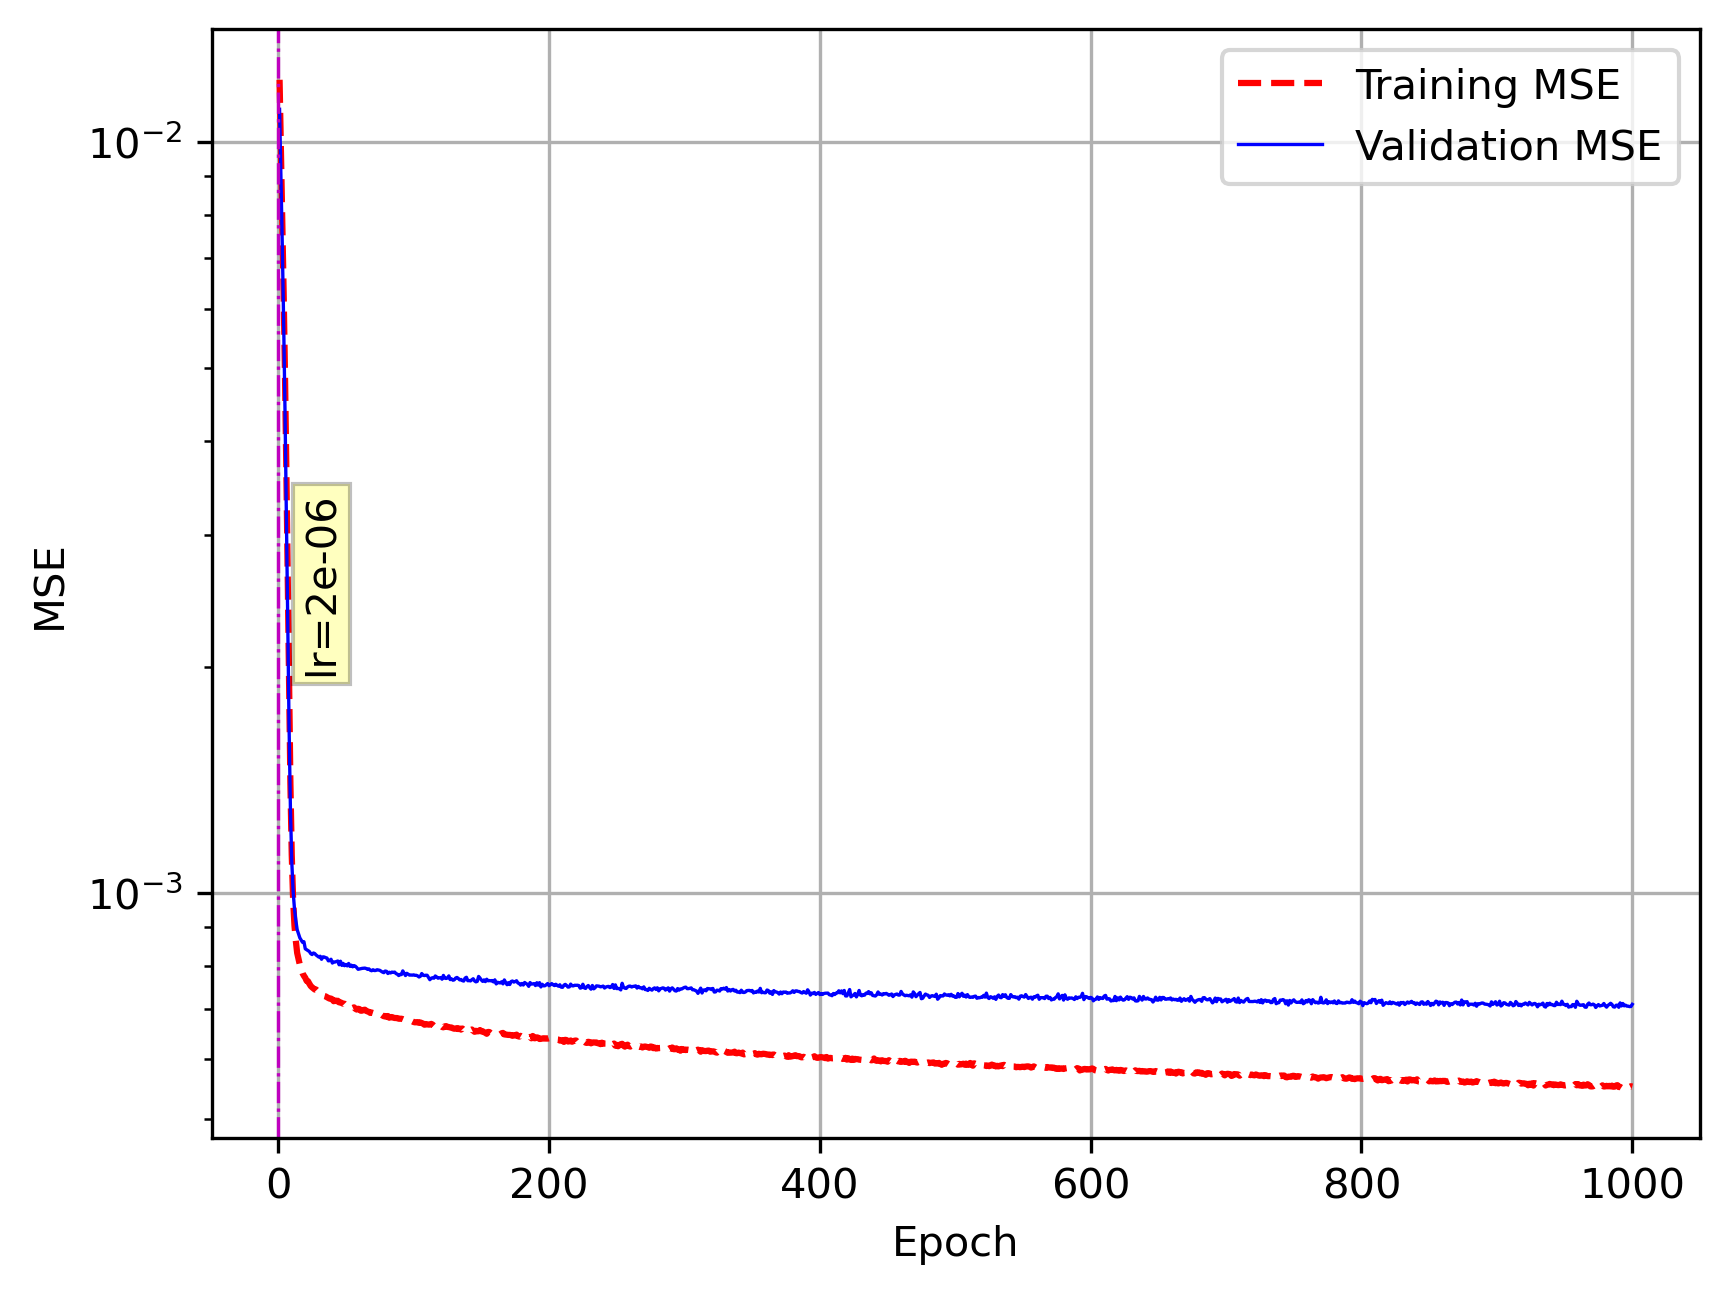 Training MSE
Validation MSE
10⁻²
10⁻³
MSE
lr=2e-06
0 200 400 600 800 1000
Epoch